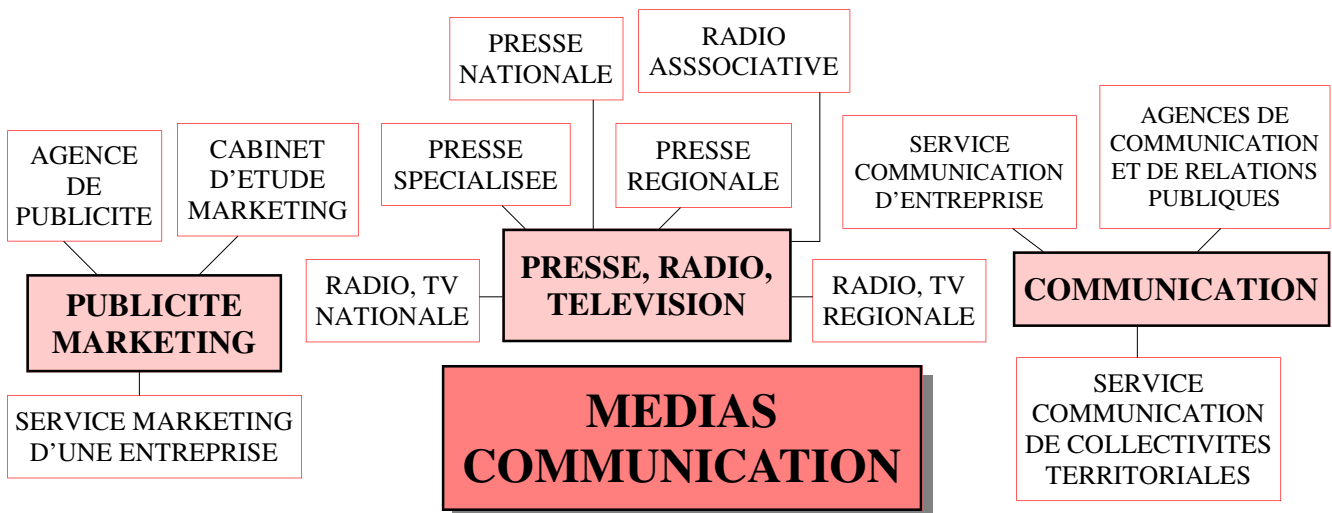 PRESSE
NATIONALE
RADIO
ASSSOCIATIVE
AGENCE
DE
PUBLICITE
CABINET
D'ETUDE
MARKETING
PRESSE
SPECIALISEE
PRESSE
REGIONALE
SERVICE
COMMUNICATION
D'ENTREPRISE
AGENCES DE
COMMUNICATION
ET DE RELATIONS
PUBLIQUES
PUBLICITE
MARKETING
RADIO, TV
NATIONALE
PRESSE, RADIO,
TELEVISION
RADIO, TV
REGIONALE
COMMUNICATION
SERVICE MARKETING
D'UNE ENTREPRISE
MEDIAS
COMMUNICATION
SERVICE
COMMUNICATION
DE COLLECTIVITES
TERRITORIALES